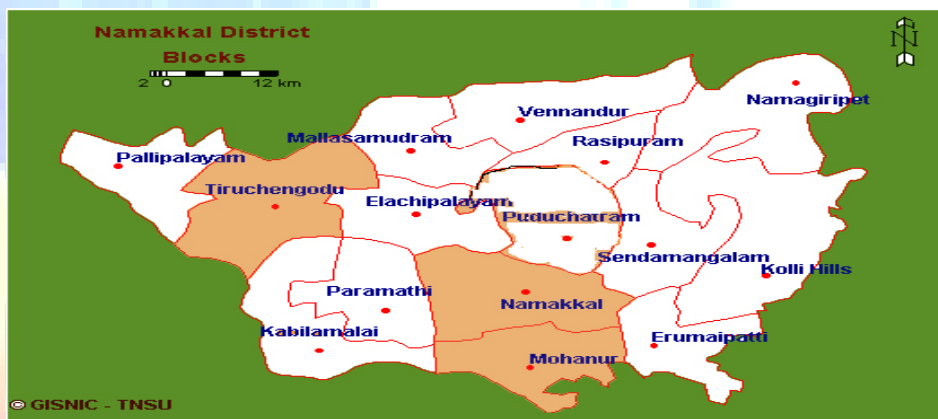 Namakkal District
Blocks
2 0 12 km
N
Namagiripet
Vennandur
Mallasamudram
Rasipuram
Pallipalayam
Tiruchengodu
Elachipalayam
Puduchatram
Sendamangalam
Kolli Hills
Paramathi
Namakkal
Kabilamalai
Erumaipatti
Mohanur
© GISNIC - TNSU